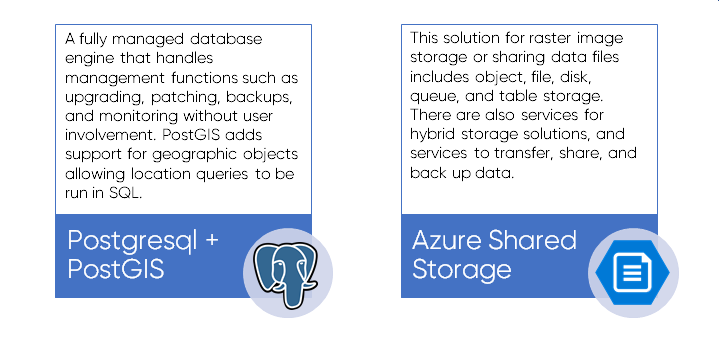 A fully managed database
engine that handles
management functions such as
upgrading, patching, backups,
and monitoring without user
involvement. PostGIS adds
support for geographic objects
allowing location queries to be
run in SQL.
Postgresql +
PostGIS
This solution for raster image
storage or sharing data files
includes object, file, disk,
queue, and table storage.
There are also services for
hybrid storage solutions, and
services to transfer, share, and
back up data.
Azure Shared
Storage